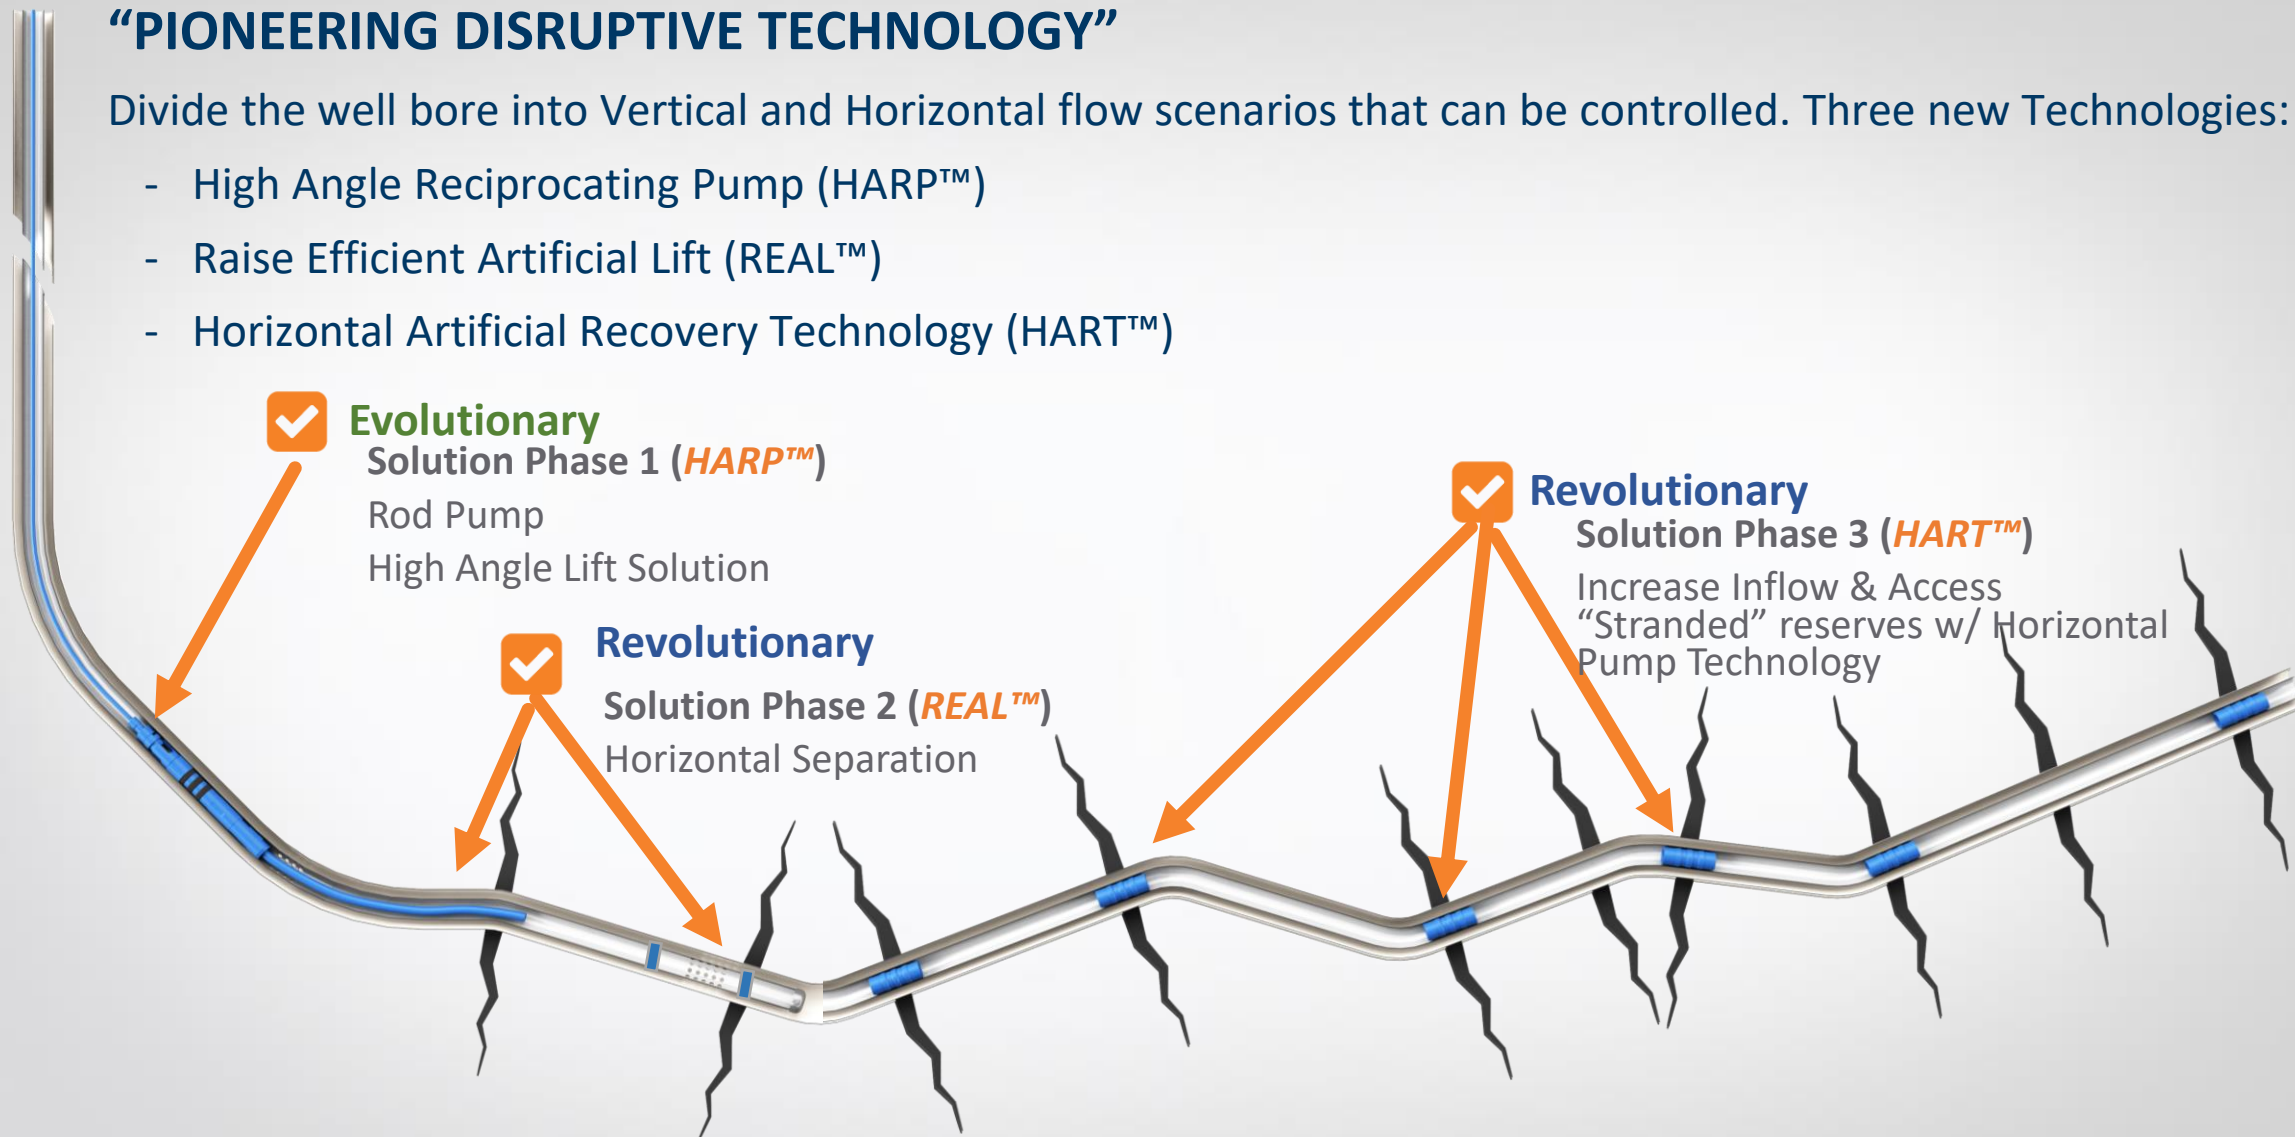 “PIONEERING DISRUPTIVE TECHNOLOGY”
Divide the well bore into Vertical and Horizontal flow scenarios that can be controlled. Three new Technologies:
- High Angle Reciprocating Pump (HARP™)
- Raise Efficient Artificial Lift (REAL™)
- Horizontal Artificial Recovery Technology (HART™)
Evolutionary
Solution Phase 1 (HARP™)
Rod Pump
High Angle Lift Solution
Revolutionary
Solution Phase 2 (REAL™)
Horizontal Separation
Revolutionary
Solution Phase 3 (HART™)
Increase Inflow & Access
“Stranded” reserves w/ Horizontal
Pump Technology